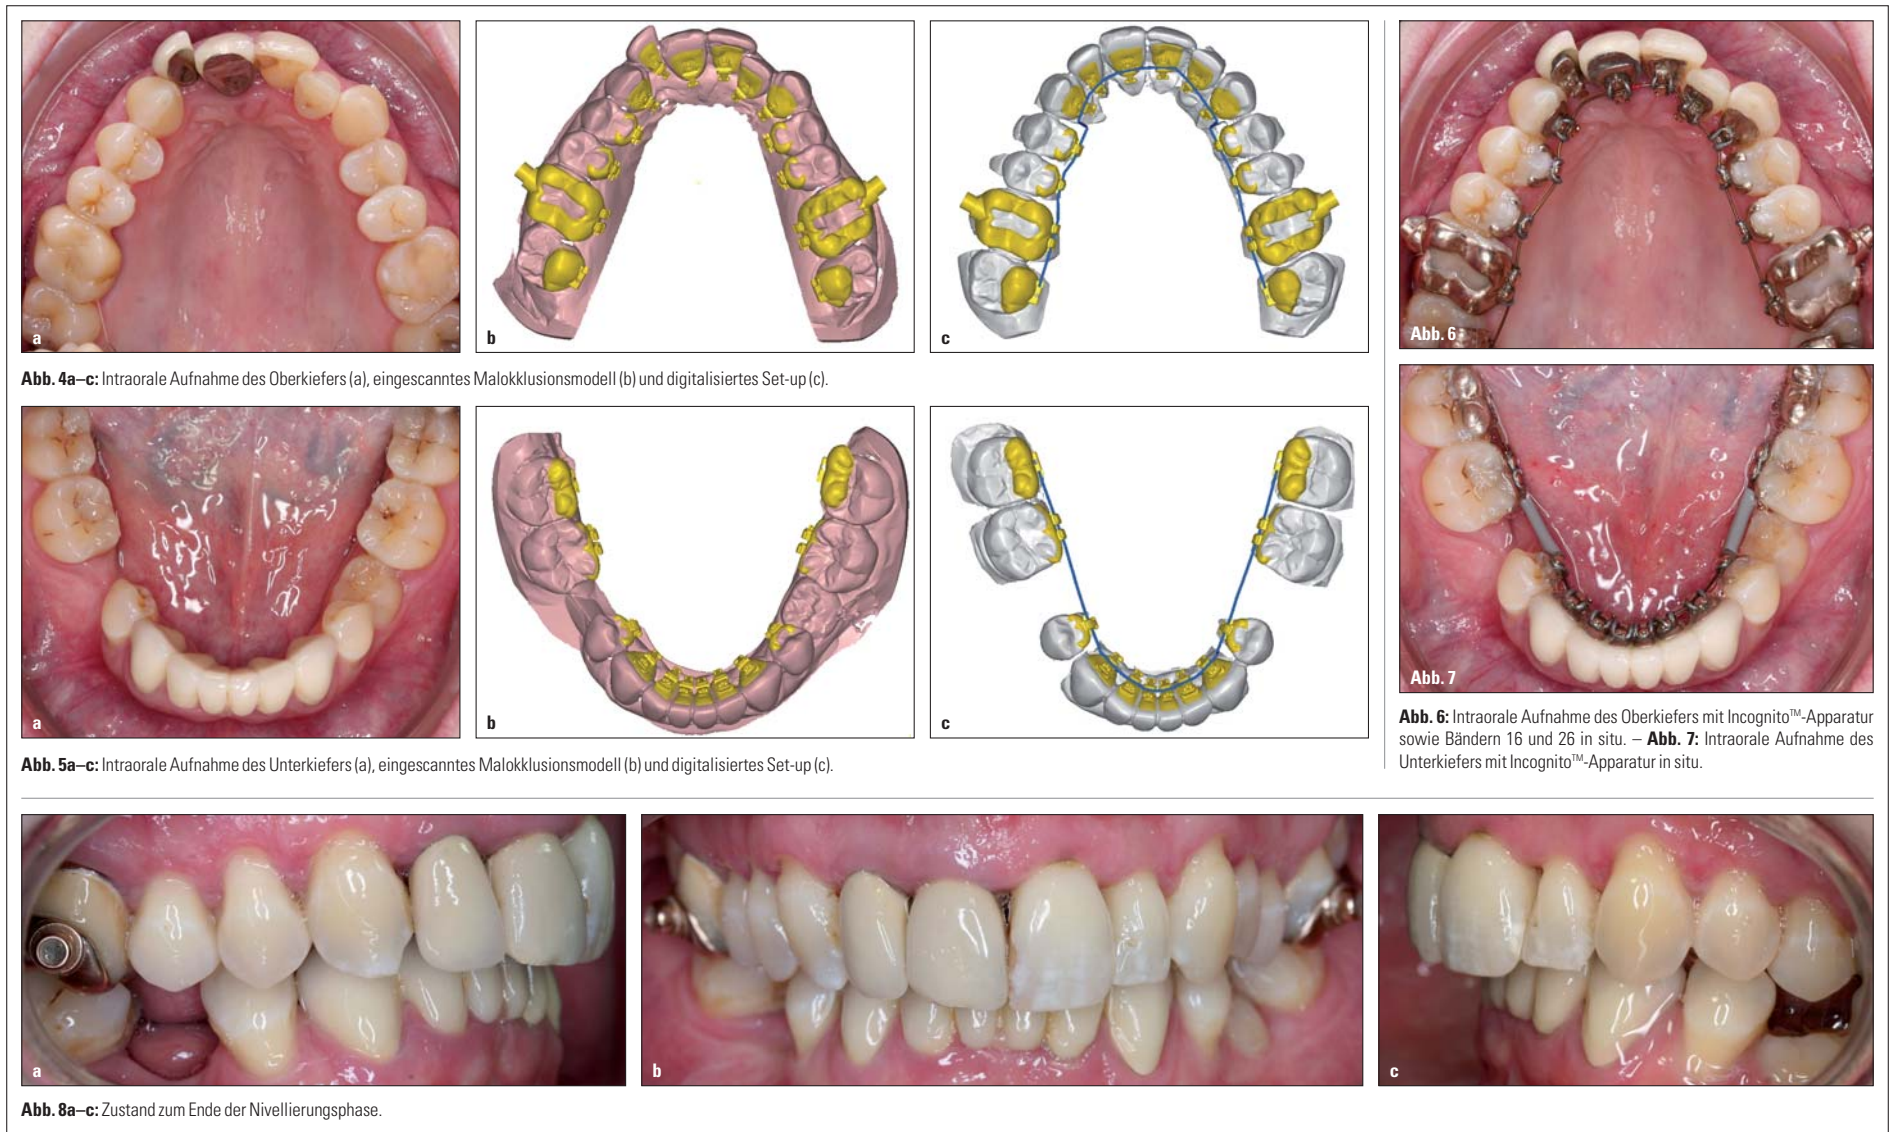 a
b
c
Abb. 4a–c: Intraorale Aufnahme des Oberkiefers (a), eingescanntes Malokklusionsmodell (b) und digitalisiertes Set-up (c).
a
b
c
Abb. 5a–c: Intraorale Aufnahme des Unterkiefers (a), eingescanntes Malokklusionsmodell (b) und digitalisiertes Set-up (c).
Abb. 6
Abb. 7
Abb. 6: Intraorale Aufnahme des Oberkiefers mit Incognito™-Apparatur
sowie Bändern 16 und 26 in situ. – Abb. 7: Intraorale Aufnahme des
Unterkiefers mit Incognito™-Apparatur in situ.
a
b
c
Abb. 8a–c: Zustand zum Ende der Nivellierungsphase.